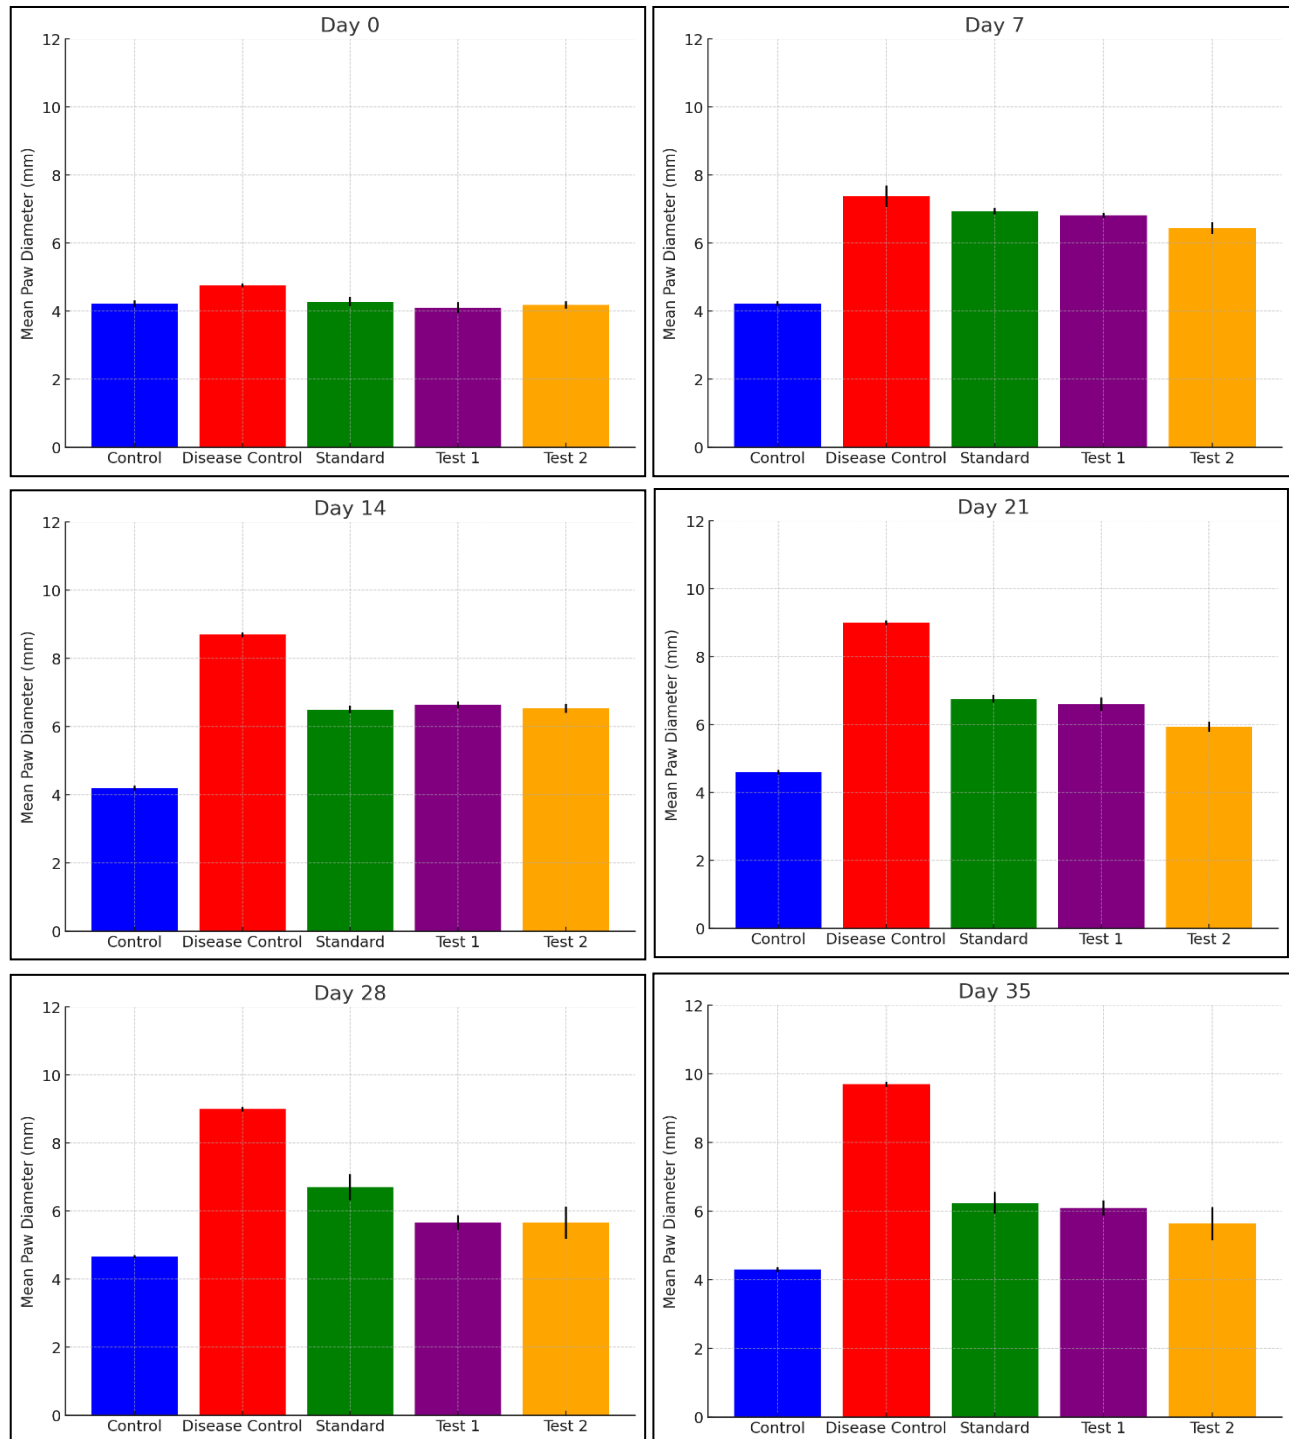 Day 0
12
10
8
6
4
2
0
Mean Paw Diameter (mm)
Control Disease Control Standard Test 1 Test 2
Day 7
12
10
8
6
4
2
0
Mean Paw Diameter (mm)
Control Disease Control Standard Test 1 Test 2
Day 14
12
10
8
6
4
2
0
Mean Paw Diameter (mm)
Control Disease Control Standard Test 1 Test 2
Day 21
12
10
8
6
4
2
0
Mean Paw Diameter (mm)
Control Disease Control Standard Test 1 Test 2
Day 28
12
10
8
6
4
2
0
Mean Paw Diameter (mm)
Control Disease Control Standard Test 1 Test 2
Day 35
12
10
8
6
4
2
0
Mean Paw Diameter (mm)
Control Disease Control Standard Test 1 Test 2